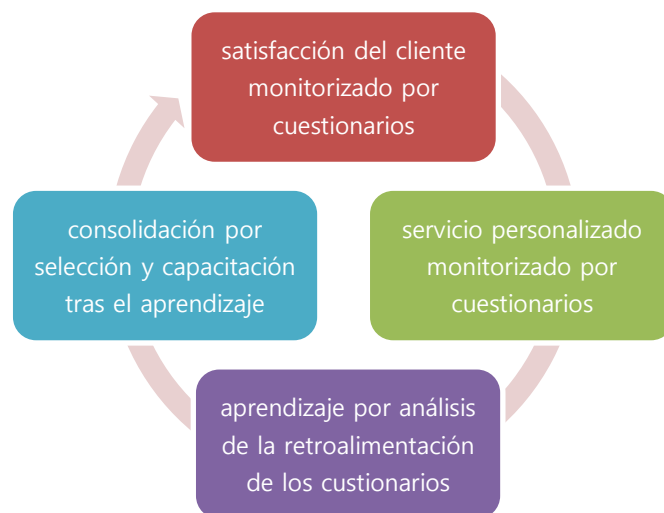 satisfacción del cliente
monitorizado por
cuestionarios
servicio personalizado
monitorizado por
cuestionarios
aprendizaje por análisis
de la retroalimentación
de los custionarios
consolidación por
selección y capacitación
tras el aprendizaje